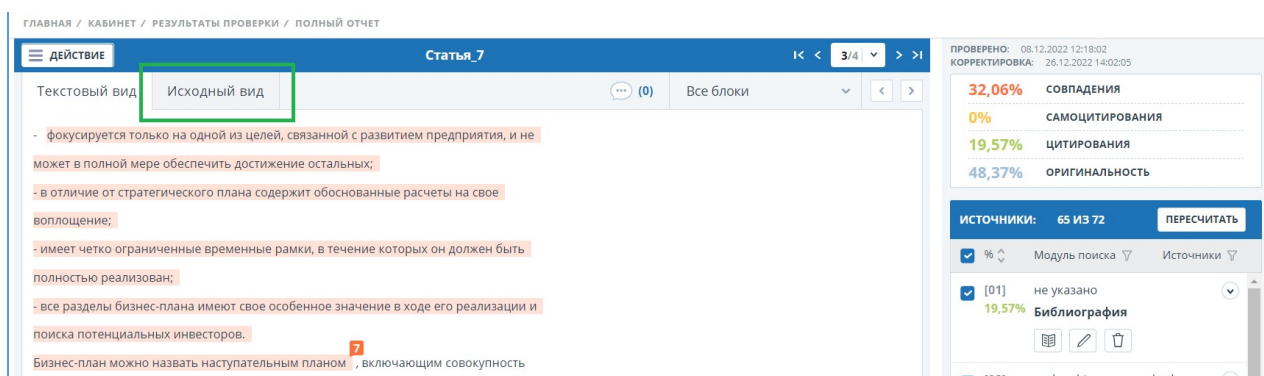 ГЛАВНАЯ / КАБИНЕТ / РЕЗУЛЬТАТЫ ПРОВЕРКИ / ПОЛНЫЙ ОТЧЕТ
ДЕЙСТВИЕ
Статья_7
3/4
Текстовый вид
Исходный вид
(0)
Все блоки
- фокусируется только на одной из целей, связанной с развитием предприятия, и не
может в полной мере обеспечить достижение остальных;
- в отличие от стратегического плана содержит обоснованные расчеты на свое
воплощение;
- имеет четко ограниченные временные рамки, в течение которых он должен быть
полностью реализован;
- все разделы бизнес-плана имеют свое особенное значение в ходе его реализации и
поиска потенциальных инвесторов.
7
Бизнес-план можно назвать наступательным планом , включающим совокупность
ПРОВЕРЕНО: 08.12.2022 12:18:02
КОРРЕКТИРОВКА: 26.12.2022 14:02:05
32,06% СОВПАДЕНИЯ
0% САМОЦИТИРОВАНИЯ
19,57% ЦИТИРОВАНИЯ
48,37% ОРИГИНАЛЬНОСТЬ
ИСТОЧНИКИ: 65 ИЗ 72
ПЕРЕСЧИТАТЬ
% Модуль поиска Источники
[01] не указано
19,57% Библиография